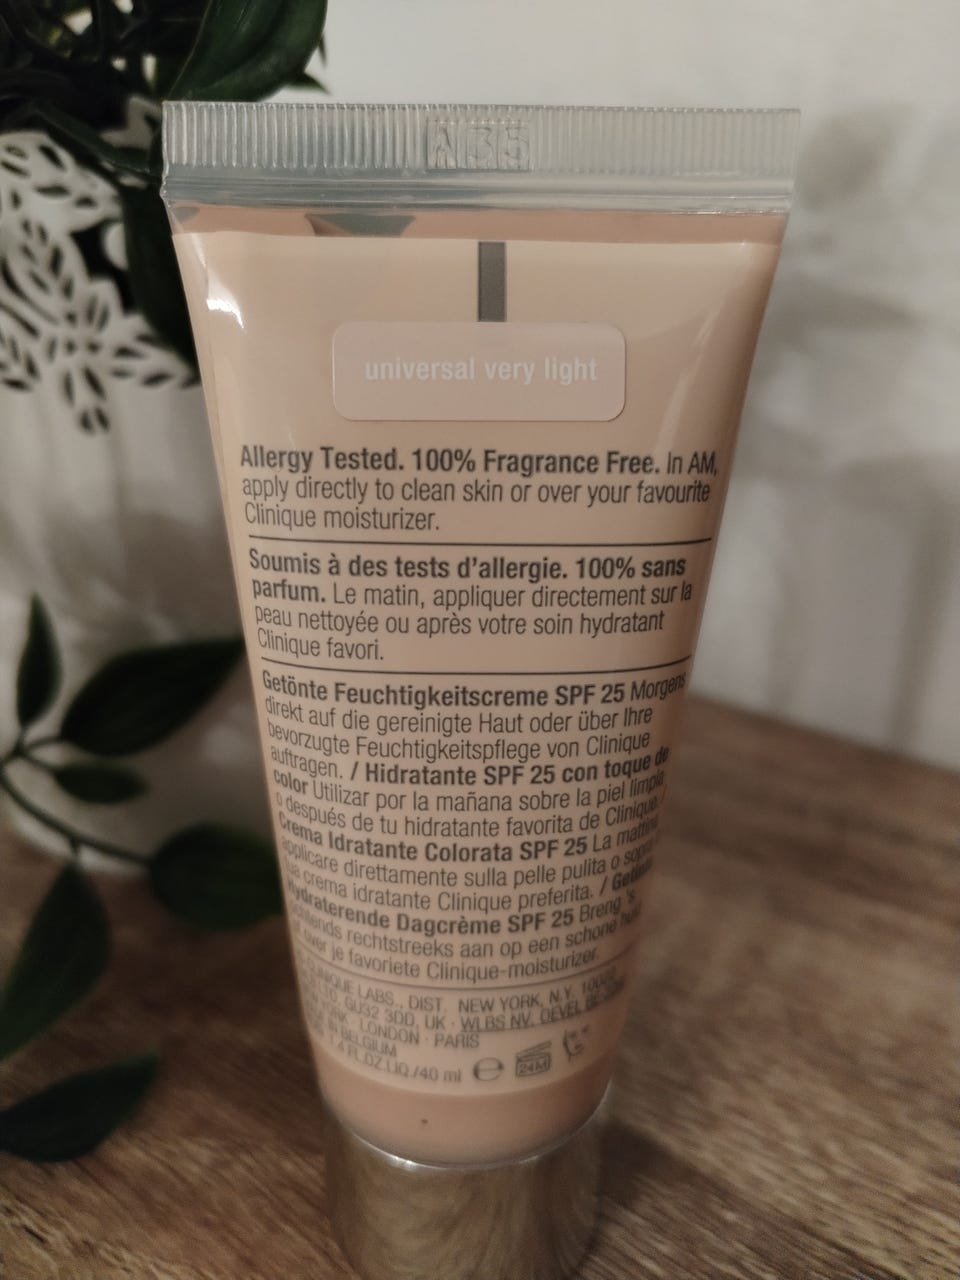 A35
universal very light
Allergy Tested. 100% Fragrance Free. In AM,
apply directly to clean skin or over your favourite
Clinique moisturizer.
Soumis à des tests d'allergie. 100% sans
parfum. Le matin, appliquer directement sur la
peau nettoyée ou après votre soin hydratant
Clinique favori.
Getönte Feuchtigkeitscreme SPF 25 Morgens
direkt auf die gereinigte Haut oder über Ihre
bevorzugte Feuchtigkeitspflege von Clinique
auftragen. / Hidratante SPF 25 con toque de
color Utilizar por la mañana sobre la piel limpia
o después de tu hidratante favorita de Clinique. /
Crema Idratante Colorata SPF 25 La mattina
applicare direttamente sulla pelle pulita o sopra
tua crema idratante Clinique preferita. /
Hydraterende Dagcrème SPF 25 Breng 's
ochtends rechtstreeks aan op een schone huid
of over je favoriete Clinique-moisturizer.
CLINIQUE LABS., DIST. NEW YORK, N.Y. 10022
LTD, GU32 3DD, UK · WLBS NV, DEVEL
YORK · LONDON · PARIS
IN BELGIUM
1.4 FL.OZ.LIQ./40 ml e 24M